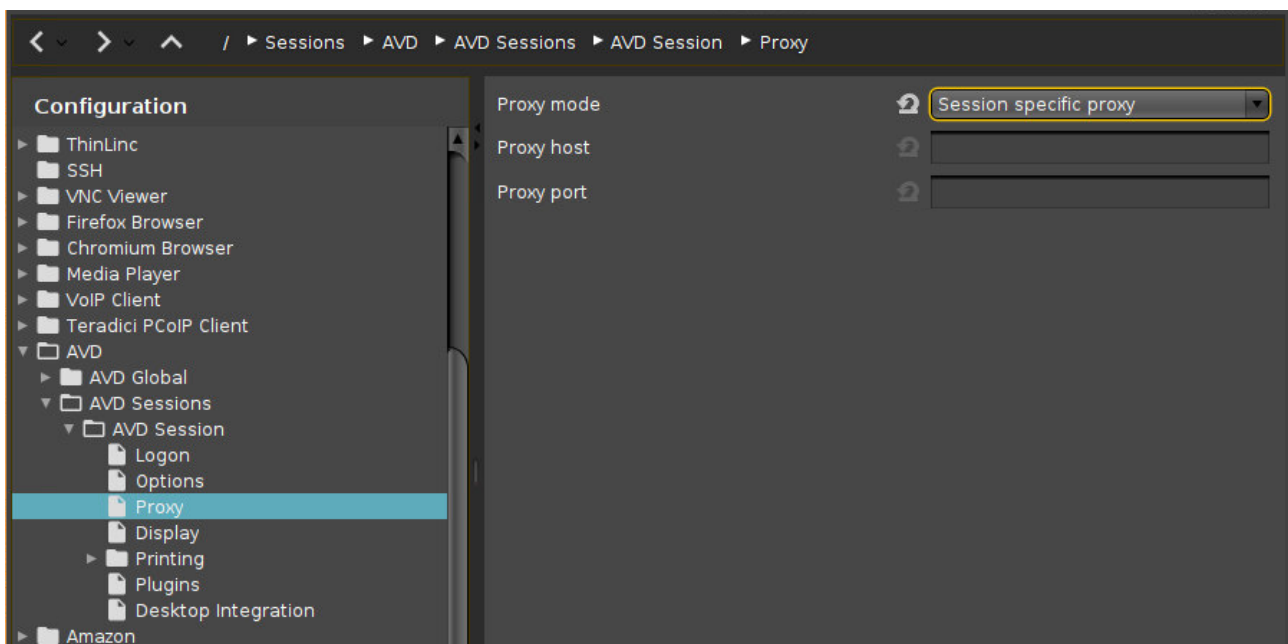 / Sessions AVD AVD Sessions AVD Session Proxy
Configuration
ThinLinc
SSH
VNC Viewer
Firefox Browser
Chromium Browser
Media Player
VoIP Client
Teradici PCoIP Client
AVD
AVD Global
AVD Sessions
AVD Session
Logon
Options
Proxy
Display
Printing
Plugins
Desktop Integration
Amazon
Proxy mode Session specific proxy
Proxy host
Proxy port